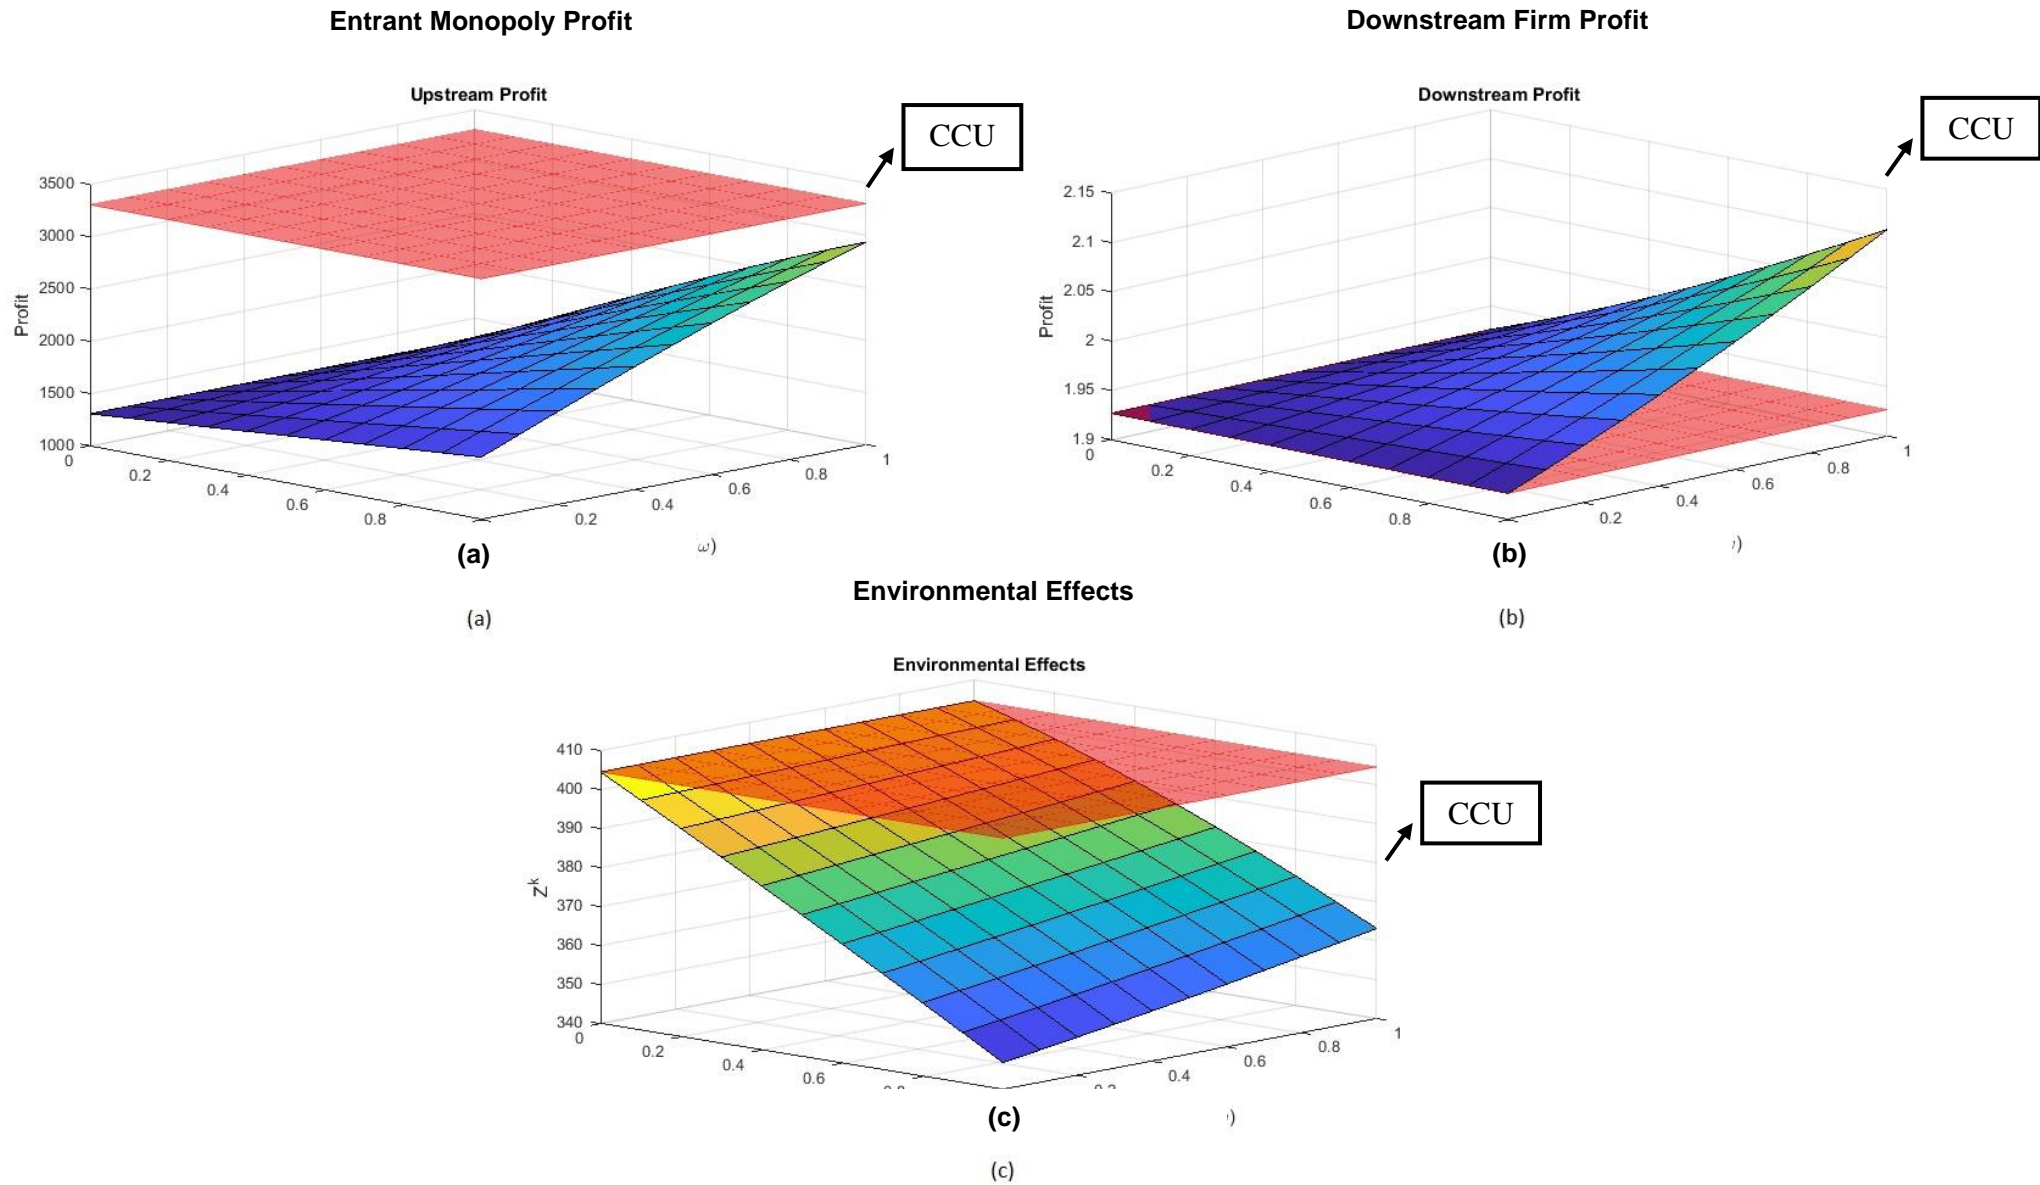 Entrant Monopoly Profit
Downstream Firm Profit
Upstream Profit
CCU
3500
3000
2500
2000
1500
1000
Profit
0
0.2
0.4
0.6
0.8
0.2
0.4
0.6
0.8
1
ω)
(a)
(a)
Downstream Profit
CCU
2.15
2.1
2.05
2
1.95
1.9
Profit
0
0.2
0.4
0.6
0.8
0.2
0.4
0.6
0.8
1
)
(b)
(b)
Environmental Effects
Environmental Effects
CCU
410
400
390
380
370
360
350
340
Z^k
0
0.2
0.4
0.6
0.4
0.6
0.8
1
)
(c)
(c)